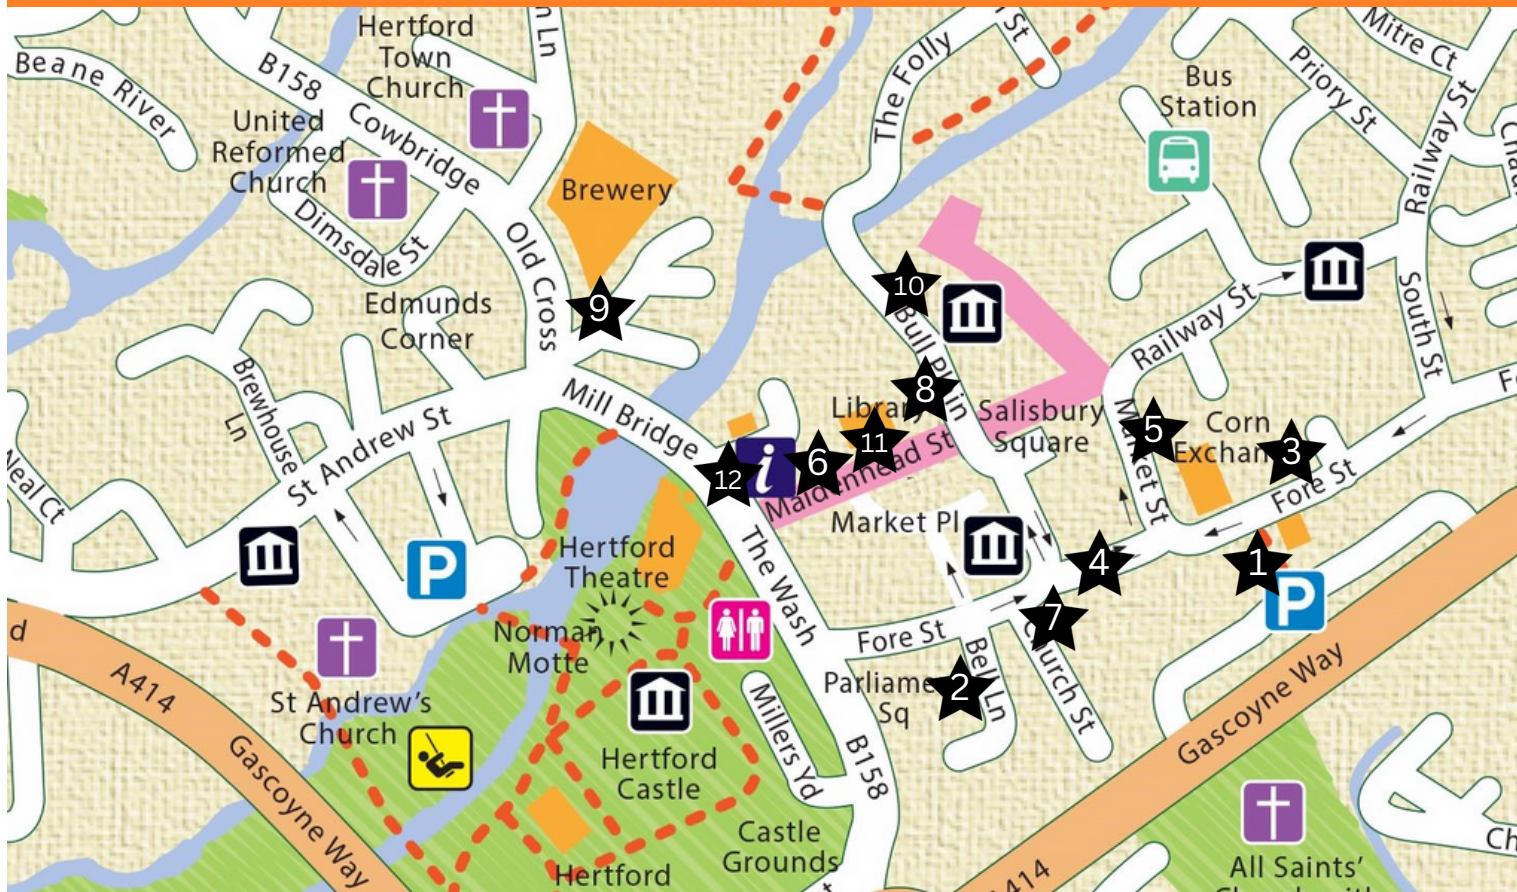 Hertford
Town
Church
Beane River
B158
Cowbridge
United
Reformed
Church
Dimsdale St
Old Cross
Brewery
The Folly
St
Bus
Station
Priory St
Mitre Ct
Railway St
Edmunds
Corner
9
10
Bull Plain
8
Library
11
Salisbury
Square
Railway St
South St
Brewhouse
Ln
St Andrew St
Mill Bridge
12
i
6
Maidenhead St
Market Pl
5
Market St
Corn
Exchange
3
Fore St
Neal Ct
P
Hertford
Theatre
Norman
Motte
The Wash
4
1
P
7
Fore St
Church St
Bell Ln
2
Parliament
Sq
A414
Gascoyne Way
St Andrew's
Church
Hertford
Castle
Millers Yd
B158
Castle
Grounds
Hertford
Gascoyne Way
A414
All Saints'